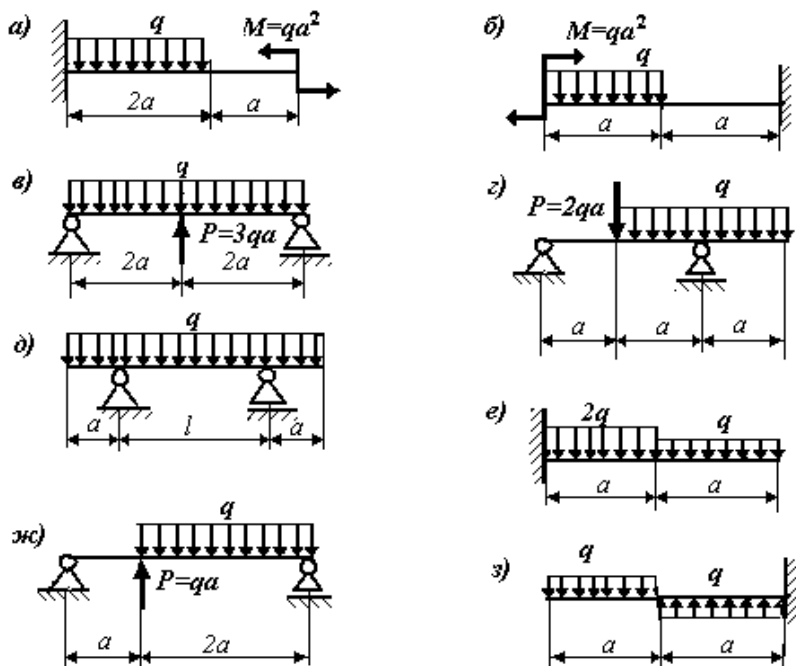 а) q M=qa²
2a a
б) M=qa² q
a a
в) q
P=3qa
2a 2a
г) P=2qa q
a a a
д) q
a l a
е) 2q q
a a
ж) q
P=qa
a 2a
з) q q
a a